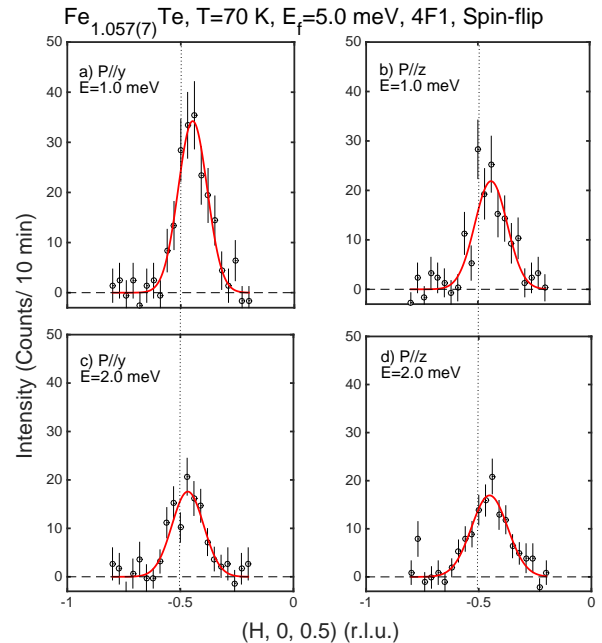 Fe1.057(7)Te, T=70 K, Ef=5.0 meV, 4F1, Spin-flip
a) P//y
E=1.0 meV
50
40
30
20
10
0
b) P//z
E=1.0 meV
50
40
30
20
10
0
c) P//y
E=2.0 meV
50
40
30
20
10
0
-1
-0.5
0
d) P//z
E=2.0 meV
50
40
30
20
10
0
-1
-0.5
0
Intensity (Counts/ 10 min)
(H, 0, 0.5) (r.l.u.)